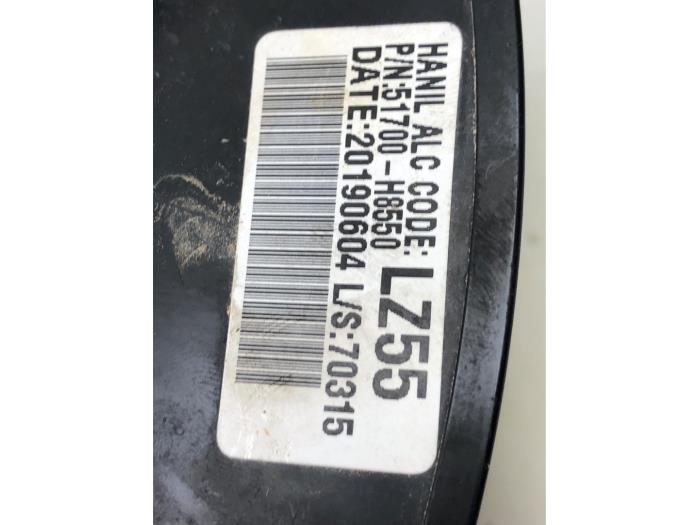 HANIL ALC CODE: LZ55
P/N:51700-H8550
DATE:20190604 L/S:70315